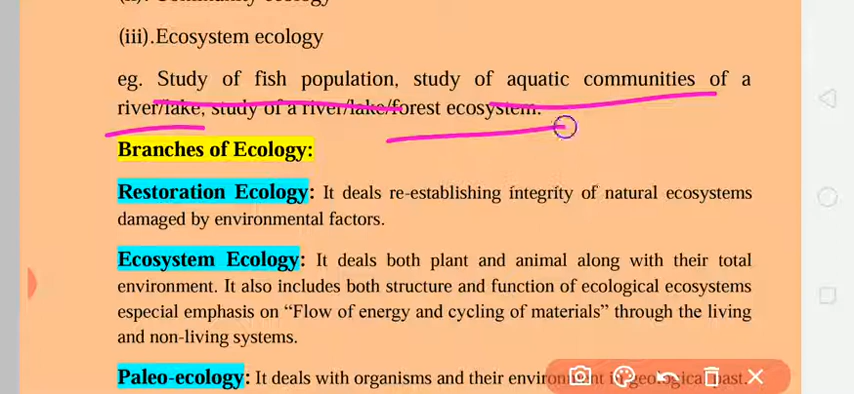 (ii). Community ecology
(iii).Ecosystem ecology
eg. Study of fish population, study of aquatic communities of a
river/lake, study of a river/lake/forest ecosystem.
Branches of Ecology:
Restoration Ecology: It deals re-establishing íntegríty of natural ecosystems
damaged by environmental factors.
Ecosystem Ecology: It deals both plant and animal along with their total
environment. It also includes both structure and function of ecological ecosystems
especial emphasis on “Flow of energy and cycling of materials” through the living
and non-living systems.
Paleo-ecology: It deals with organisms and their environment in geological past.